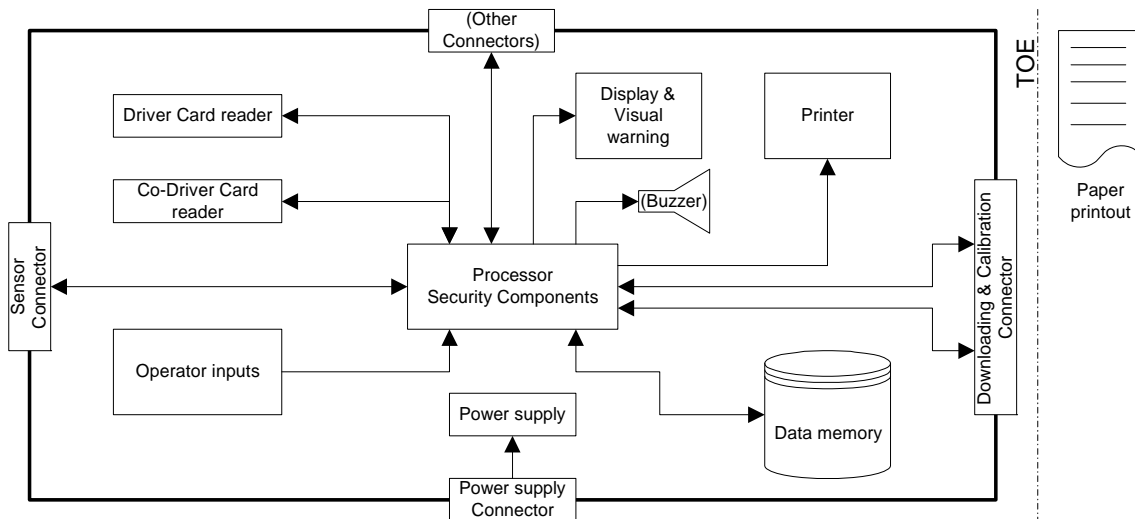 (Other
Connectors)
TOE
Driver Card reader
Display &
Visual
warning
Printer
Co-Driver Card
reader
(Buzzer)
Paper
printout
Sensor
Connector
Processor
Security Components
Downloading & Calibration
Connector
Operator inputs
Power supply
Data memory
Power supply
Connector